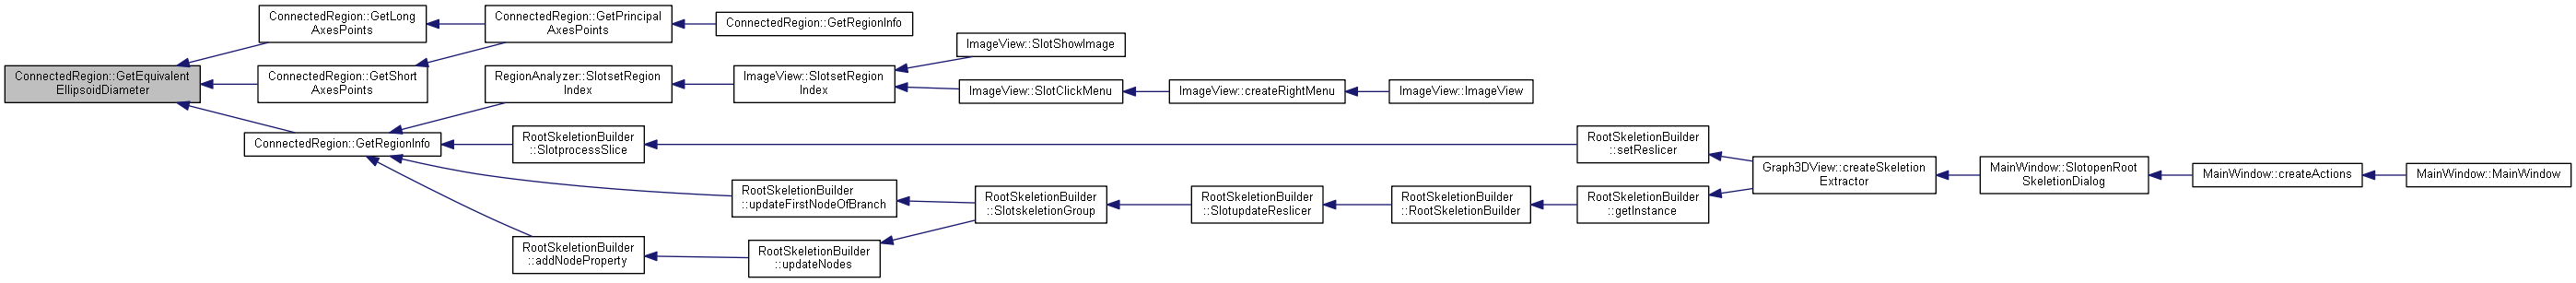 ConnectedRegion::GetEquivalent
EllipsoidDiameter
ConnectedRegion::GetLong
AxesPoints
ConnectedRegion::GetShort
AxesPoints
ConnectedRegion::GetRegionInfo
ConnectedRegion::GetPrincipal
AxesPoints
ConnectedRegion::GetRegionInfo
RegionAnalyzer::SlotsetRegion
Index
ImageView::SlotsetRegion
Index
ImageView::SlotShowImage
ImageView::SlotClickMenu
ImageView::createRightMenu
ImageView::ImageView
RootSkeletionBuilder
::SlotprocessSlice
RootSkeletionBuilder
::setReslicer
RootSkeletionBuilder
::updateFirstNodeOfBranch
RootSkeletionBuilder
::addNodeProperty
RootSkeletionBuilder
::updateNodes
RootSkeletionBuilder
::SlotskeletionGroup
RootSkeletionBuilder
::SlotupdateReslicer
RootSkeletionBuilder
::RootSkeletionBuilder
RootSkeletionBuilder
::getInstance
Graph3DView::createSkeletion
Extractor
MainWindow::SlotopenRoot
SkeletionDialog
MainWindow::createActions
MainWindow::MainWindow